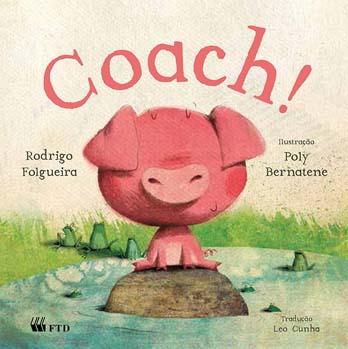 Coach!
Rodrigo
Folgueira
Ilustração
Poly
Bernatene
FTD
Tradução
Leo Cunha